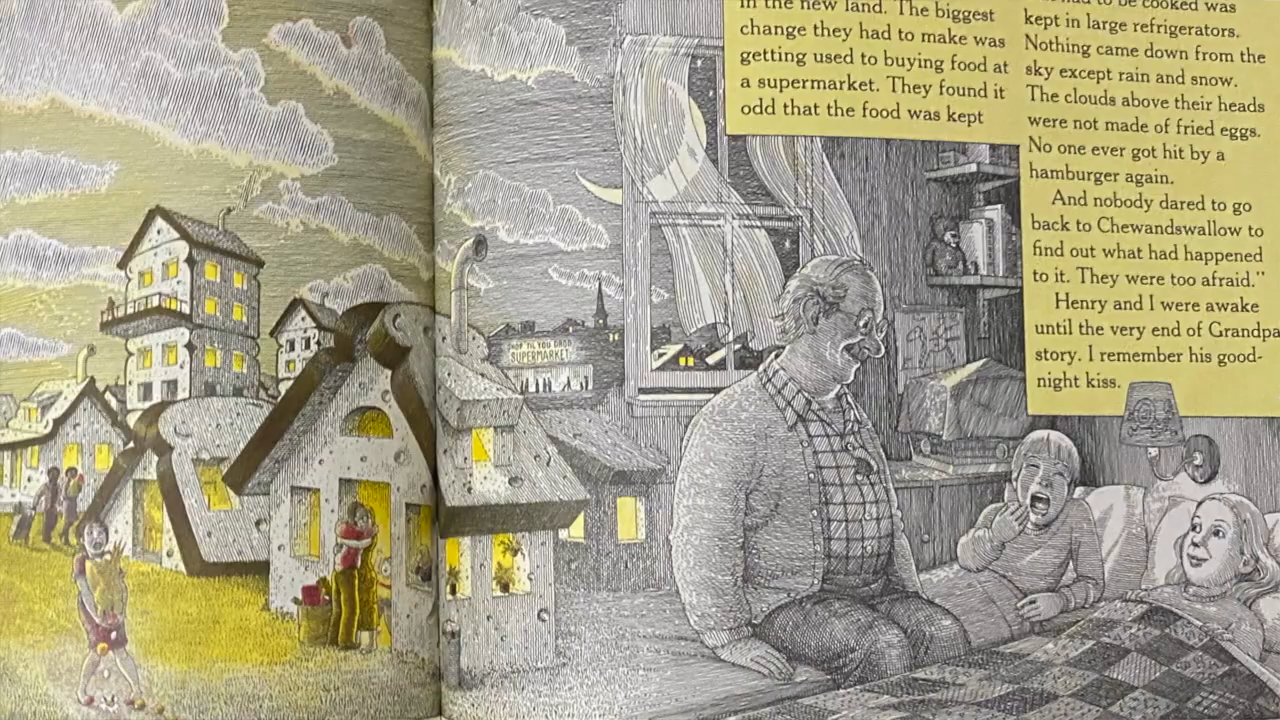 in the new land. The biggest
change they had to make was
getting used to buying food at
a supermarket. They found it
odd that the food was kept
to be cooked was
kept in large refrigerators.
Nothing came down from the
sky except rain and snow.
The clouds above their heads
were not made of fried eggs.
No one ever got hit by a
hamburger again.
And nobody dared to go
back to Chewandswallow to
find out what had happened
to it. They were too afraid."
Henry and I were awake
until the very end of Grandpa
story. I remember his good-
night kiss.
SUPERMARKET